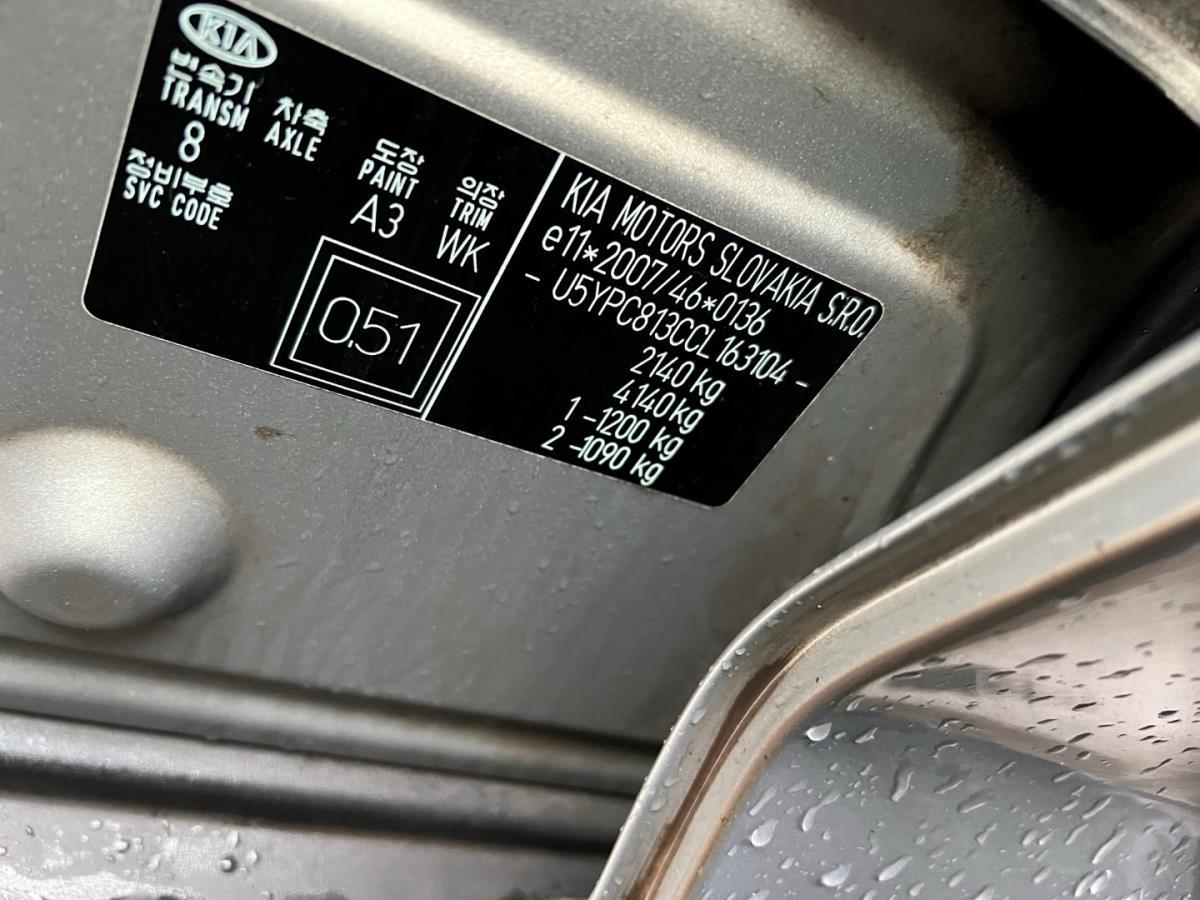 KIA
변속기 차축 도장 의장
TRANSM AXLE PAINT TRIM
8 A3 WK
정비부호
SVC CODE
0.51
KIA MOTORS SLOVAKIA S.R.O.
e11*2007/46*0136
- U5YPC813CCL163104 -
2140 kg
4140 kg
1 -1200 kg
2 -1090 kg